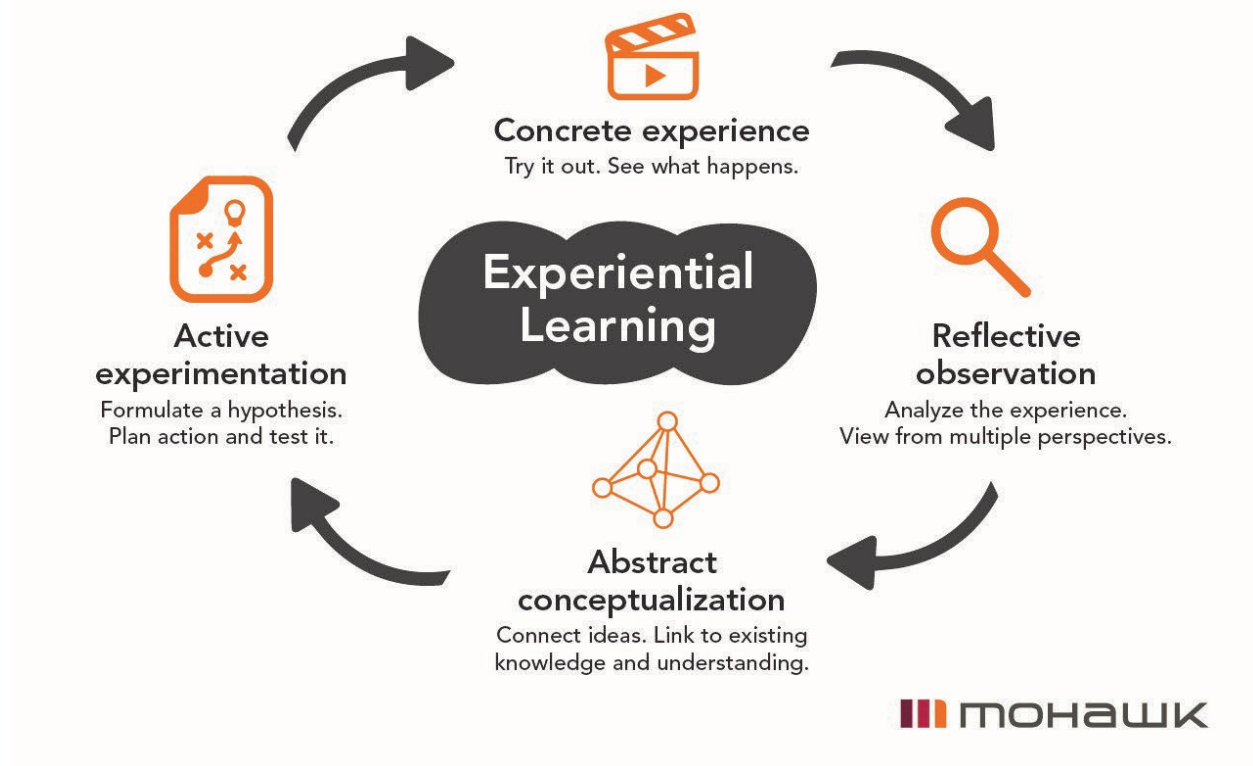 Concrete experience
Try it out. See what happens.
Experiential
Learning
Active
experimentation
Formulate a hypothesis.
Plan action and test it.
Reflective
observation
Analyze the experience.
View from multiple perspectives.
Abstract
conceptualization
Connect ideas. Link to existing
knowledge and understanding.
mohawk